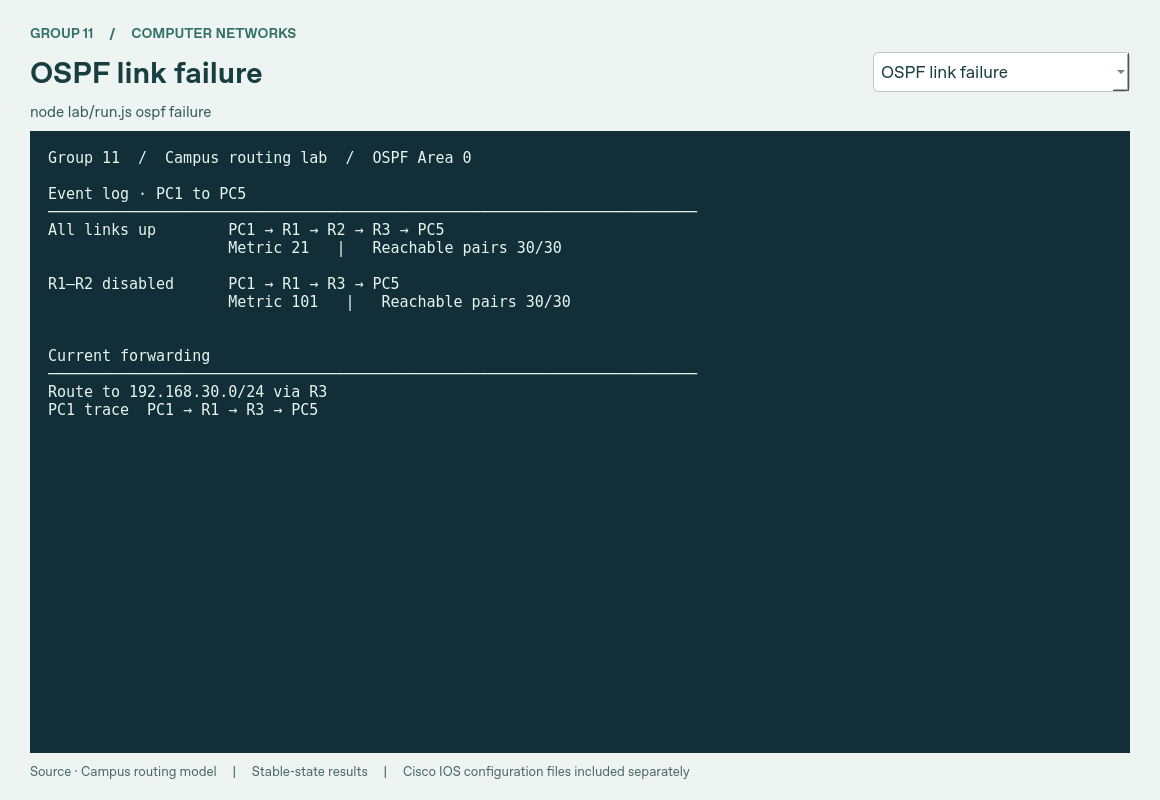 GROUP 11 / COMPUTER NETWORKS
OSPF link failure
OSPF link failure
node lab/run.js ospf failure
Group 11 / Campus routing lab / OSPF Area 0
Event log · PC1 to PC5
All links up PC1 → R1 → R2 → R3 → PC5
Metric 21 | Reachable pairs 30/30
R1–R2 disabled PC1 → R1 → R3 → PC5
Metric 101 | Reachable pairs 30/30
Current forwarding
Route to 192.168.30.0/24 via R3
PC1 trace PC1 → R1 → R3 → PC5
Source · Campus routing model | Stable-state results | Cisco IOS configuration files included separately